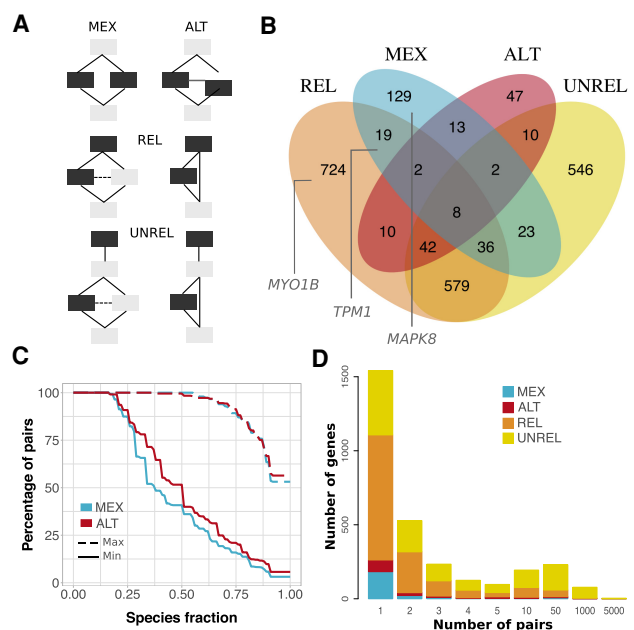 A
MEX ALT
REL
UNREL
B
MEX ALT
REL UNREL
129 47
19 13 10
724 2 2 546
8
10 42 36 23
579
MYO1B
TPM1
MAPK8
C
Percentage of pairs
100
75
50
25
0
MEX
ALT
Max
Min
0.00 0.25 0.50 0.75 1.00
Species fraction
D
Number of genes
1500
1000
500
0
MEX
ALT
REL
UNREL
1 2 3 4 5 10 50 1000 5000
Number of pairs